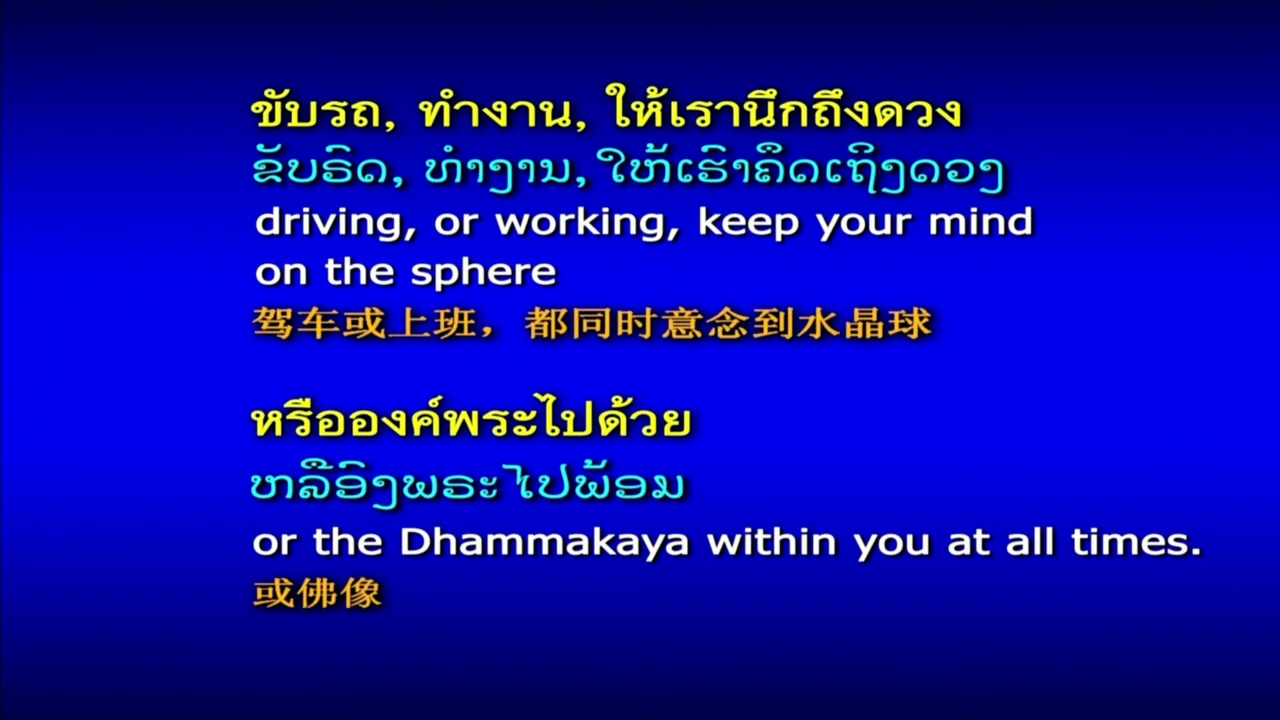 ขับรถ, ทำงาน, ให้เรานึกถึงดวง
ຂັບຣົດ, ທຳງານ, ໃຫ້ເຮົາຄຶດເຖິງດວງ
driving, or working, keep your mind
on the sphere
驾车或上班，都同时意念到水晶球
หรือองค์พระไปด้วย
ຫລືອົງພຣະໄປພ້ອມ
or the Dhammakaya within you at all times.
或佛像